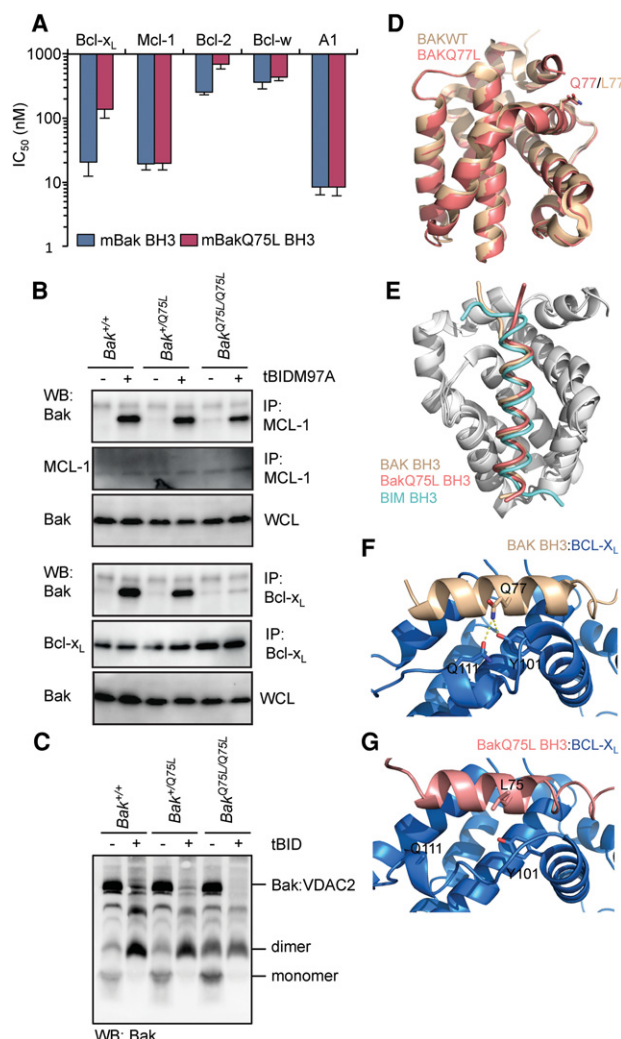 A
Bcl-xL Mcl-1 Bcl-2 Bcl-w A1
1000
100
10
1
IC50 (nM)
mBak BH3 mBakQ75L BH3
B
Bak+/+ Bak+/Q75L BakQ75L/Q75L
- + - + - + tBIDM97A
WB:
Bak
IP:
MCL-1
MCL-1
IP:
MCL-1
Bak
WCL
WB:
Bak
IP:
Bcl-xL
Bcl-xL
IP:
Bcl-xL
Bak
WCL
C
Bak+/+ Bak+/Q75L BakQ75L/Q75L
- + - + - + tBID
Bak:VDAC2
dimer
monomer
WB: Bak
D
BAKWT
BAKQ77L
Q77/L77
E
BAK BH3
BakQ75L BH3
BIM BH3
F
BAK BH3:BCL-XL
Q77
Q111
Y101
G
BakQ75L BH3:BCL-XL
L75
Q111
Y101